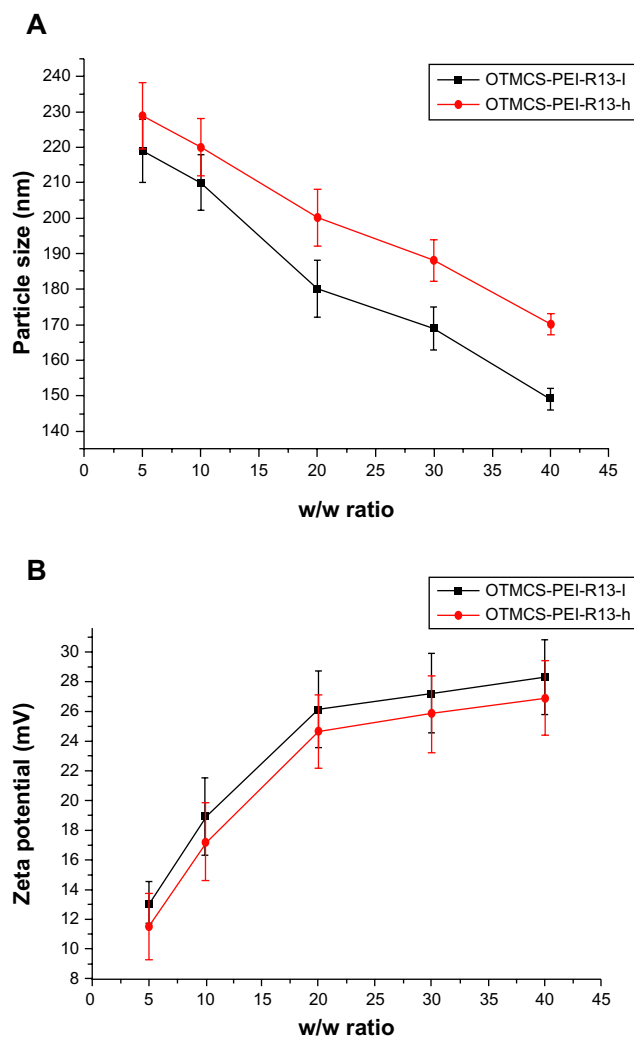 A
OTMCS-PEI-R13-l
OTMCS-PEI-R13-h
Particle size (nm)
240
230
220
210
200
190
180
170
160
150
140
0 5 10 15 20 25 30 35 40 45
w/w ratio
B
OTMCS-PEI-R13-l
OTMCS-PEI-R13-h
Zeta potential (mV)
30
28
26
24
22
20
18
16
14
12
10
8
0 5 10 15 20 25 30 35 40 45
w/w ratio